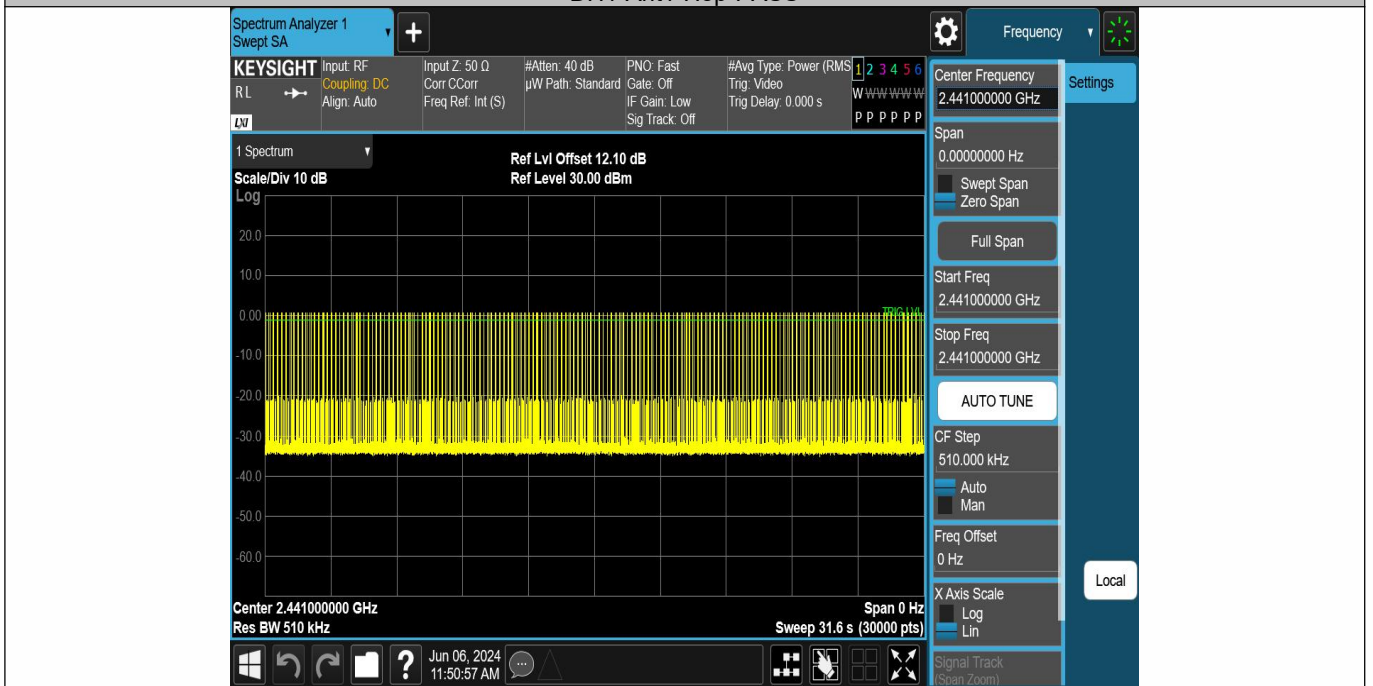 Spectrum Analyzer 1
Swept SA
+
Frequency
KEYSIGHT
RL
LXI
Input: RF
Coupling: DC
Align: Auto
Input Z: 50 Ω
Corr CCorr
Freq Ref: Int (S)
#Atten: 40 dB
µW Path: Standard
PNO: Fast
Gate: Off
IF Gain: Low
Sig Track: Off
#Avg Type: Power (RMS
Trig: Video
Trig Delay: 0.000 s
1 2 3 4 5 6
W W W W W W
P P P P P P
Center Frequency
2.441000000 GHz
Settings
Span
0.00000000 Hz
Swept Span
Zero Span
Full Span
Start Freq
2.441000000 GHz
Stop Freq
2.441000000 GHz
AUTO TUNE
CF Step
510.000 kHz
Auto
Man
Freq Offset
0 Hz
X Axis Scale
Log
Lin
Signal Track
(Span Zoom)
Local
1 Spectrum
Scale/Div 10 dB
Ref Lvl Offset 12.10 dB
Ref Level 30.00 dBm
Log
20.0
10.0
0.00
TRIG LVL
-10.0
-20.0
-30.0
-40.0
-50.0
-60.0
Center 2.441000000 GHz
Span 0 Hz
Res BW 510 kHz
Sweep 31.6 s (30000 pts)
?
Jun 06, 2024
11:50:57 AM